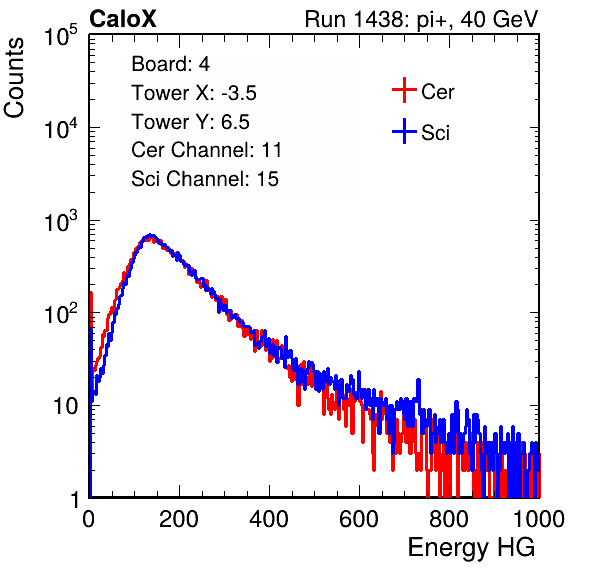 CaloX Run 1438: pi+, 40 GeV
Counts
Board: 4
Tower X: -3.5
Tower Y: 6.5
Cer Channel: 11
Sci Channel: 15
Cer
Sci
10^5
10^4
10^3
10^2
10
1
0 200 400 600 800 1000
Energy HG